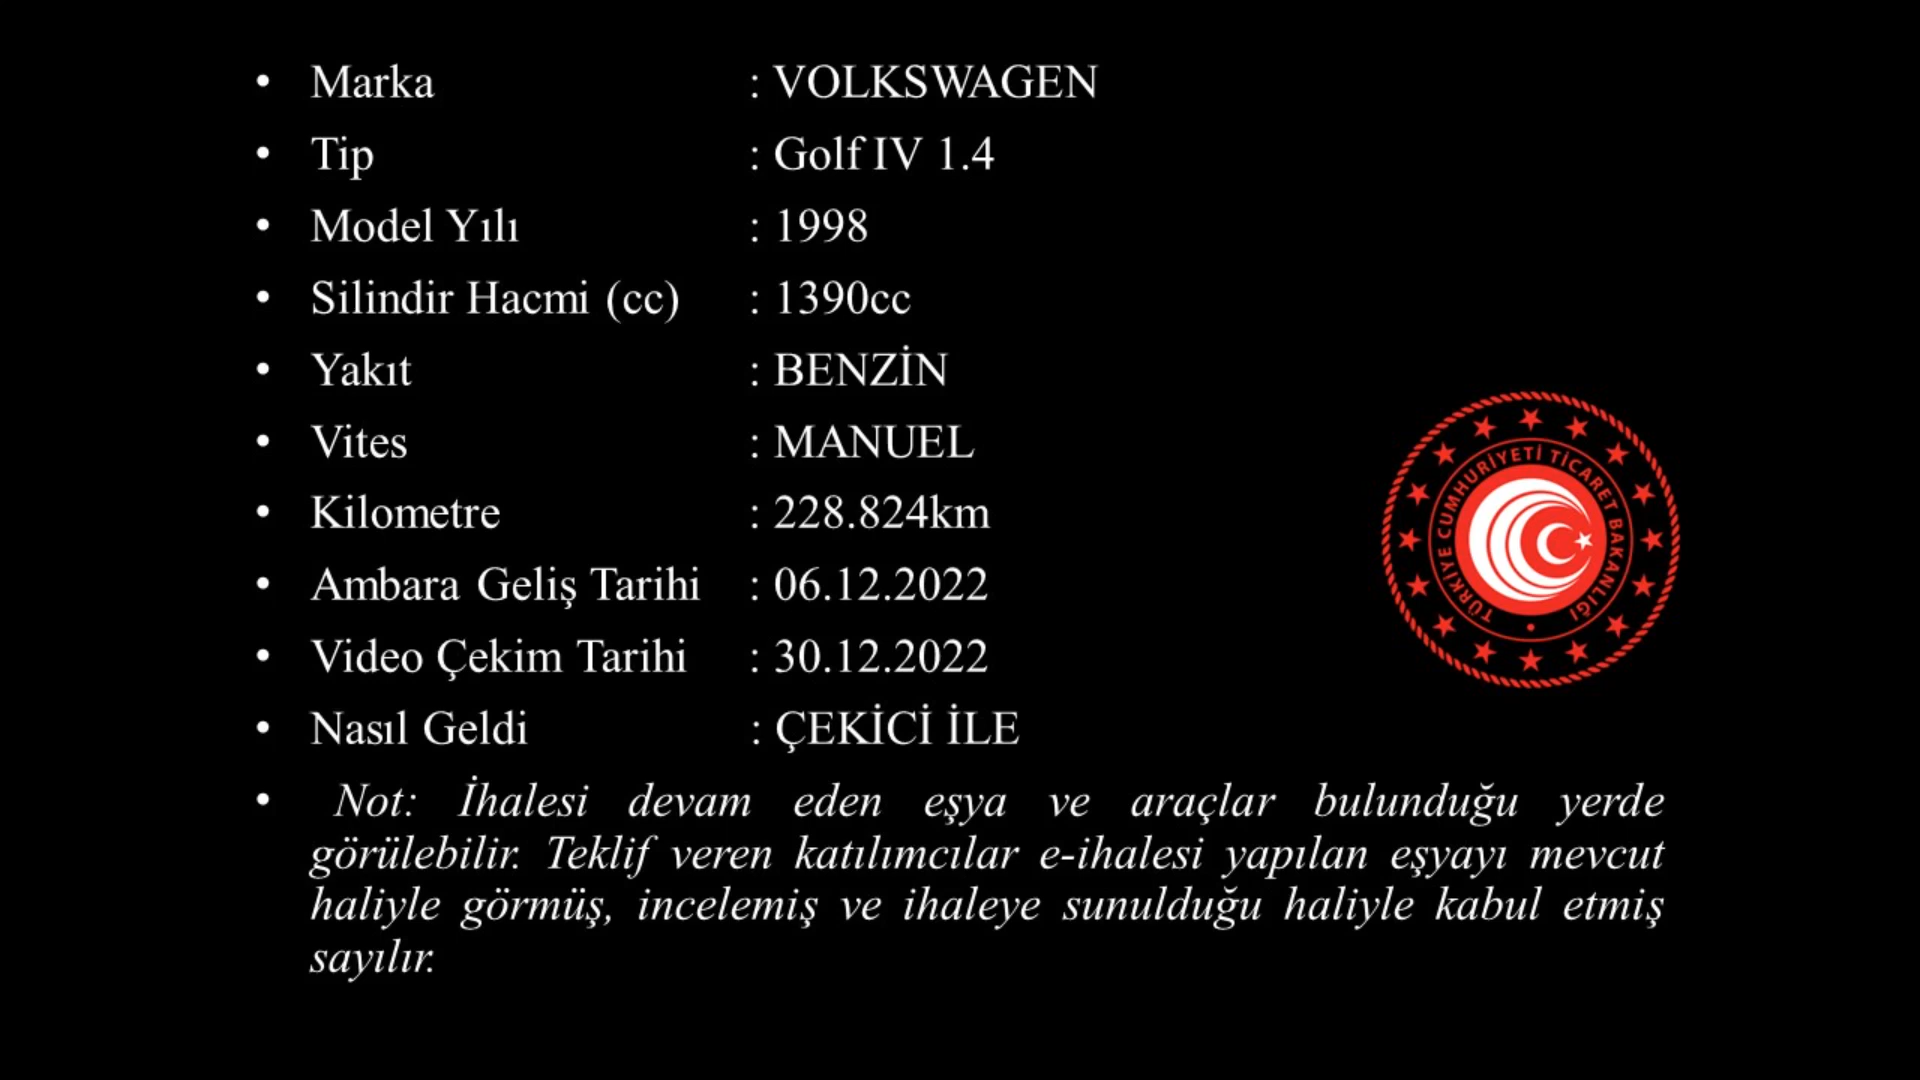 • Marka : VOLKSWAGEN
• Tip : Golf IV 1.4
• Model Yılı : 1998
• Silindir Hacmi (cc) : 1390cc
• Yakıt : BENZİN
• Vites : MANUEL
• Kilometre : 228.824km
• Ambara Geliş Tarihi : 06.12.2022
• Video Çekim Tarihi : 30.12.2022
• Nasıl Geldi : ÇEKİCİ İLE
• Not: İhalesi devam eden eşya ve araçlar bulunduğu yerde
görülebilir. Teklif veren katılımcılar e-ihalesi yapılan eşyayı mevcut
haliyle görmüş, incelemiş ve ihaleye sunulduğu haliyle kabul etmiş
sayılır.
TÜRKİYE CUMHURİYETİ TİCARET BAKANLIĞI